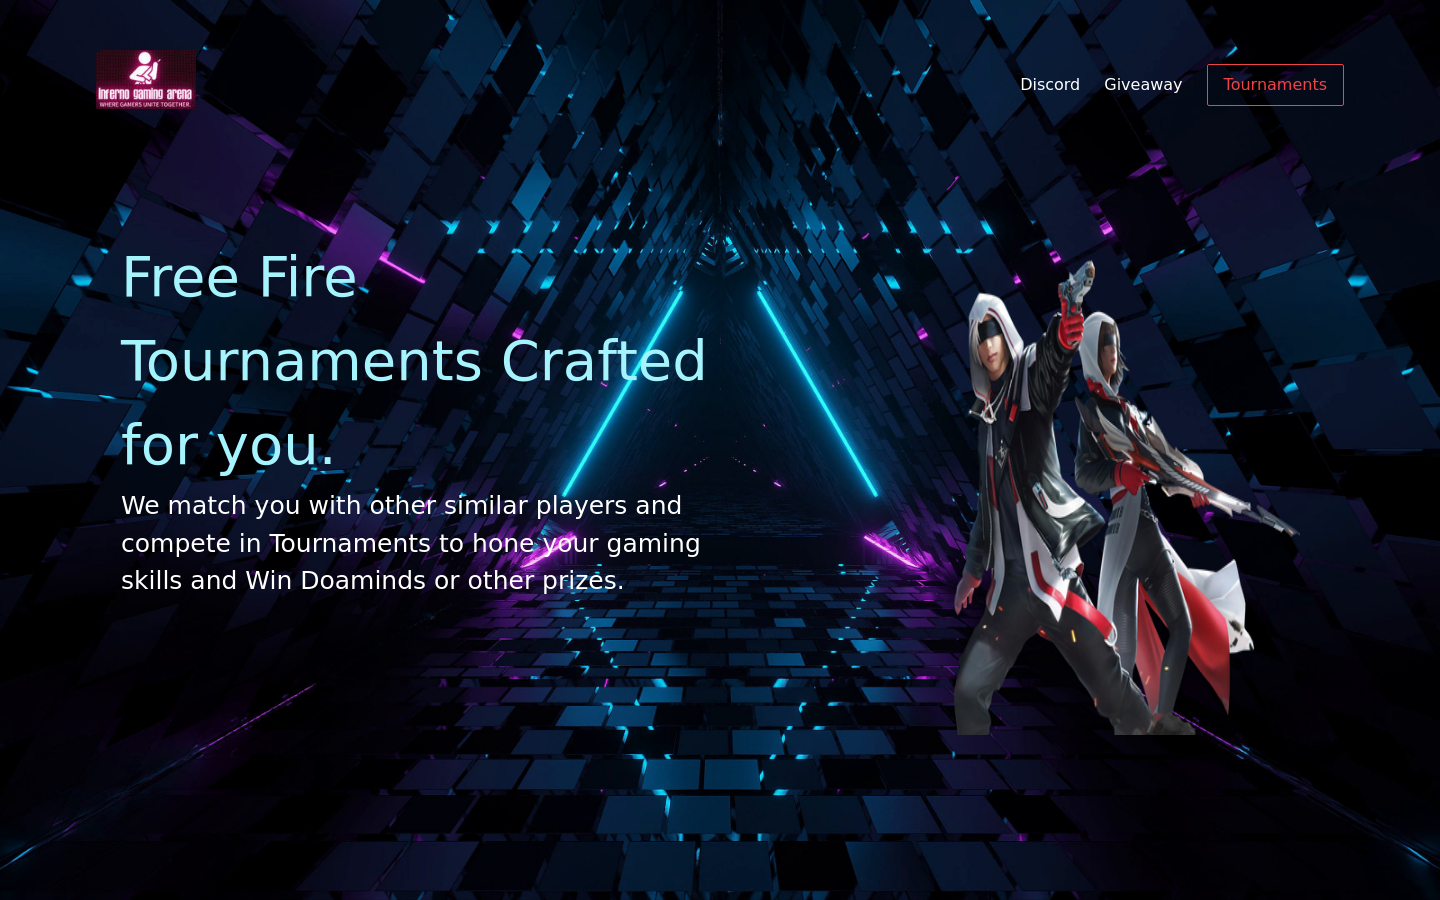 Inferno gaming arena
WHERE GAMERS UNITE TOGETHER.
Discord
Giveaway
Tournaments
Free Fire
Tournaments Crafted
for you.
We match you with other similar players and
compete in Tournaments to hone your gaming
skills and Win Doaminds or other prizes.